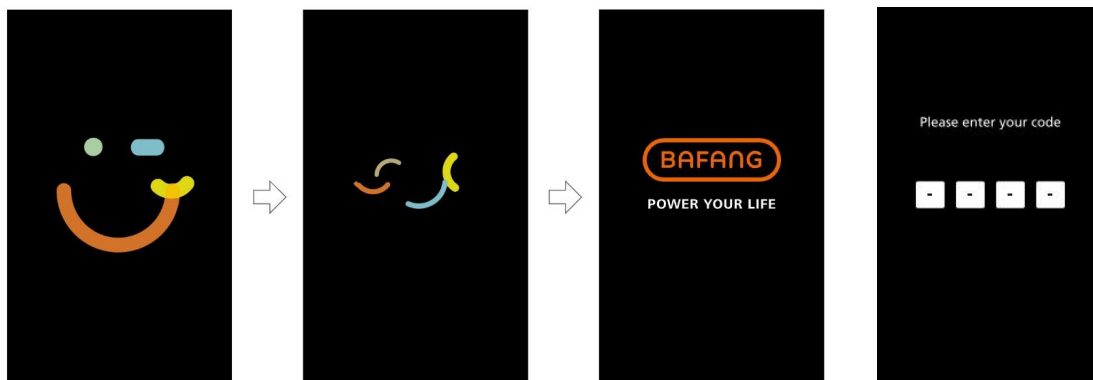 BAFANG
POWER YOUR LIFE
Please enter your code
- - - -